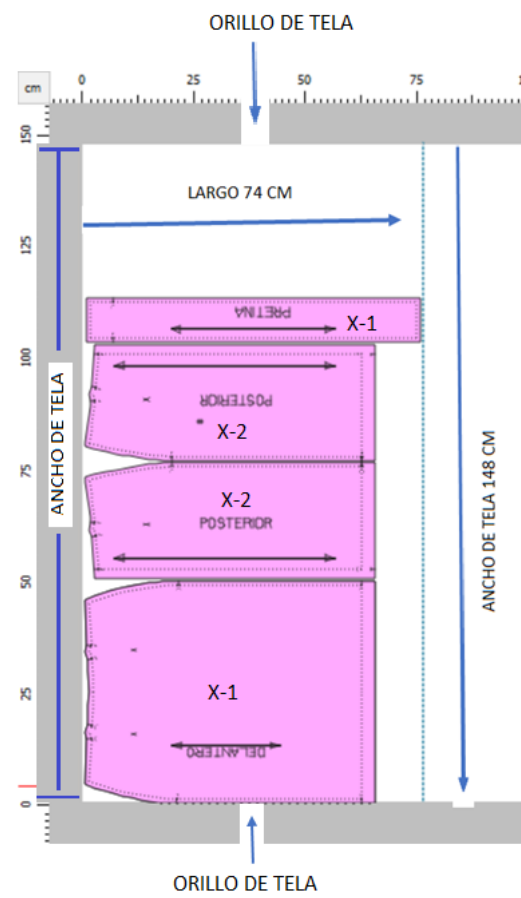 ORILLO DE TELA
cm
0 25 50 75 100
150
125
100
75
50
25
0
LARGO 74 CM
ANCHO DE TELA
ANCHO DE TELA 148 CM
PRETINA
X-1
POSTERIOR
X-2
X-2
POSTERIOR
X-1
DELANTERO
ORILLO DE TELA